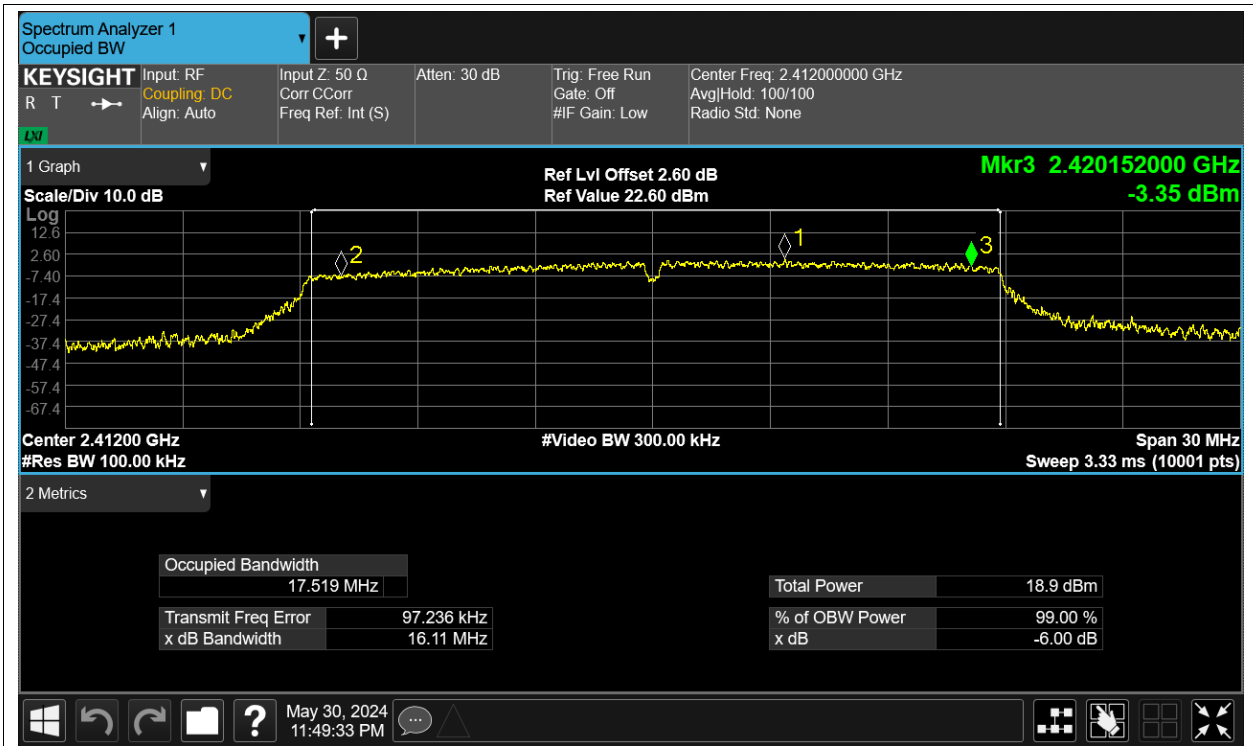 Spectrum Analyzer 1
Occupied BW
KEYSIGHT
R T
LXI
Input: RF
Coupling: DC
Align: Auto
Input Z: 50 Ω
Corr CCorr
Freq Ref: Int (S)
Atten: 30 dB
Trig: Free Run
Gate: Off
#IF Gain: Low
Center Freq: 2.412000000 GHz
Avg|Hold: 100/100
Radio Std: None
1 Graph
Scale/Div 10.0 dB
Ref Lvl Offset 2.60 dB
Ref Value 22.60 dBm
Mkr3 2.420152000 GHz
-3.35 dBm
Log
12.6
2.60
-7.40
-17.4
-27.4
-37.4
-47.4
-57.4
-67.4
2
1
3
Center 2.41200 GHz
#Video BW 300.00 kHz
Span 30 MHz
#Res BW 100.00 kHz
Sweep 3.33 ms (10001 pts)
2 Metrics
Occupied Bandwidth
17.519 MHz
Total Power 18.9 dBm
Transmit Freq Error 97.236 kHz
% of OBW Power 99.00 %
x dB Bandwidth 16.11 MHz
x dB -6.00 dB
?
May 30, 2024
11:49:33 PM